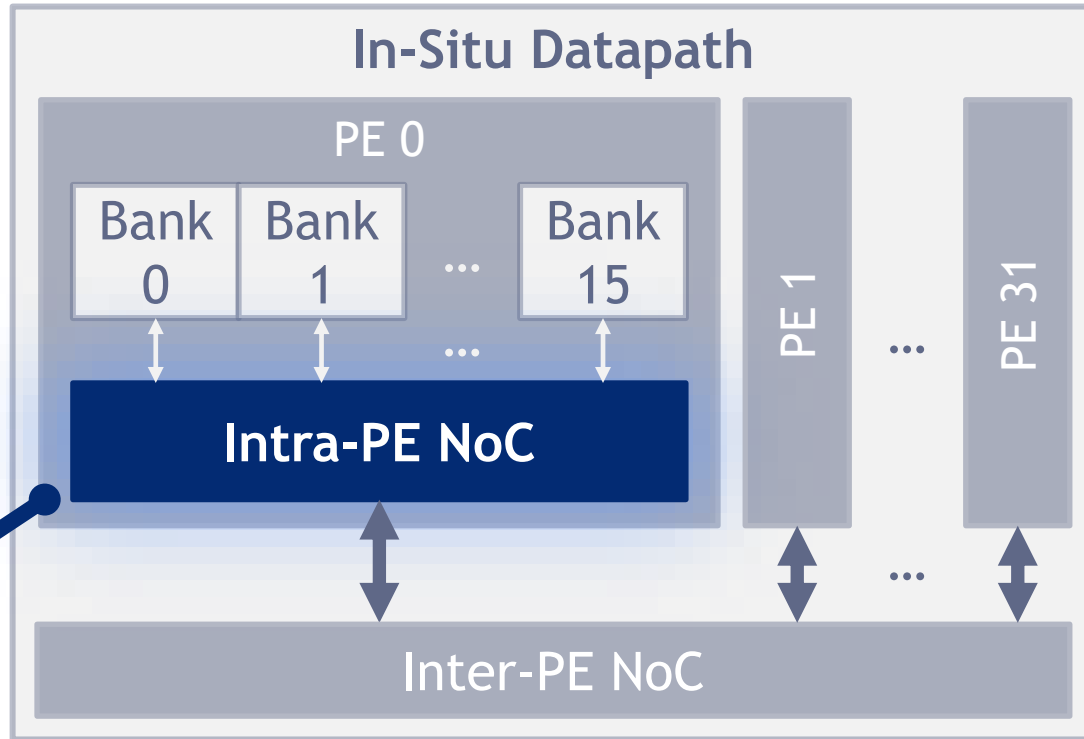 In-Situ Datapath
PE 0
Bank
0
Bank
1
...
Bank
15
...
Intra-PE NoC
PE 1
...
PE 31
...
Inter-PE NoC